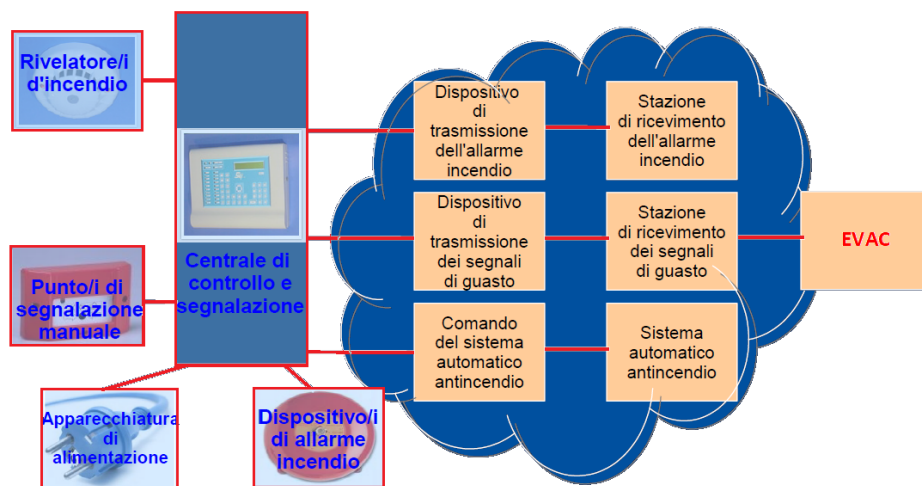 Rivelatore/i
d'incendio
Punto/i di
segnalazione
manuale
Apparecchiatura
di
alimentazione
Centrale di
controllo e
segnalazione
Dispositivo/i
di allarme
incendio
Dispositivo
di
trasmissione
dell'allarme
incendio
Stazione
di ricevimento
dell'allarme
incendio
Dispositivo
di
trasmissione
dei segnali
di guasto
Stazione
di ricevimento
dei segnali
di guasto
Comando
del sistema
automatico
antincendio
Sistema
automatico
antincendio
EVAC